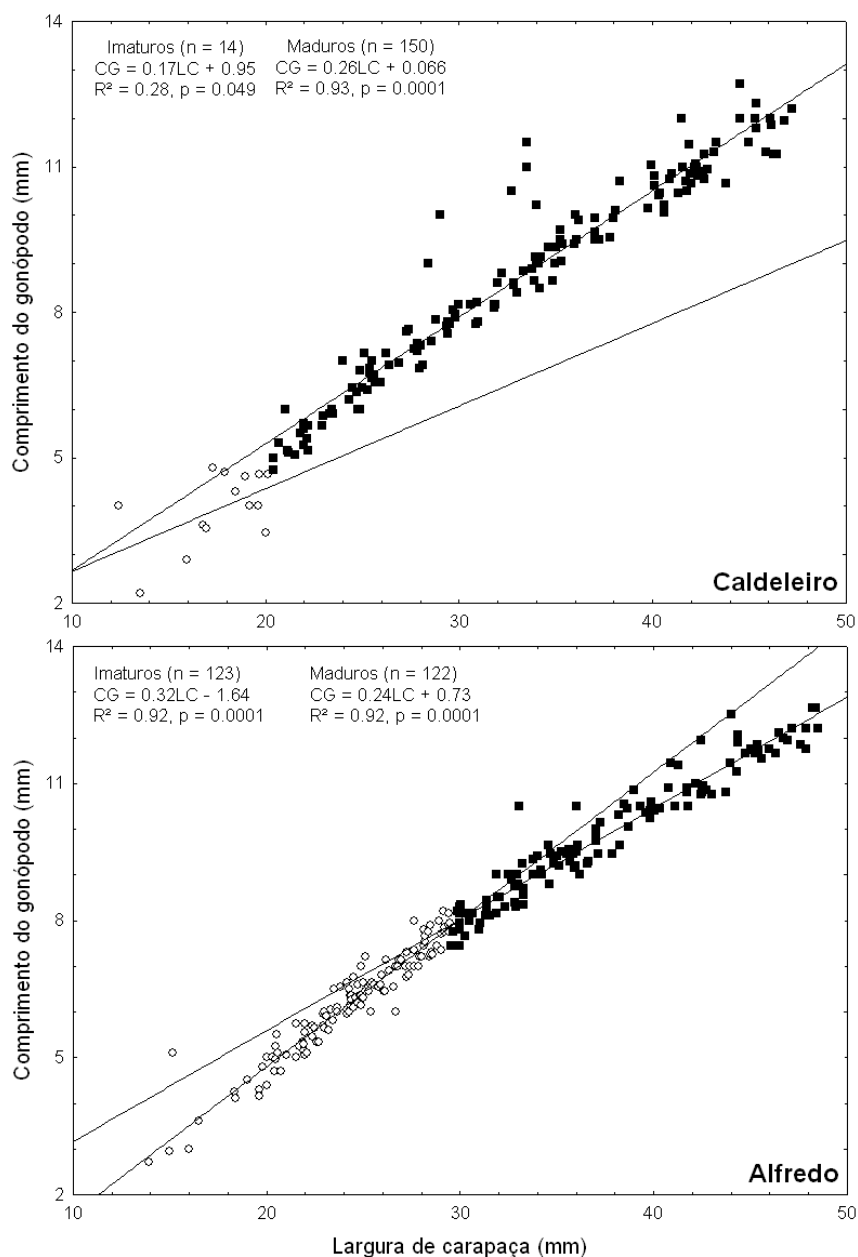 14
11
8
5
2
Comprimento do gonópodo (mm)
Imaturos (n = 14) Maduros (n = 150)
CG = 0.17LC + 0.95 CG = 0.26LC + 0.066
R² = 0.28, p = 0.049 R² = 0.93, p = 0.0001
Caldeleiro
10 20 30 40 50
14
11
8
5
2
Comprimento do gonópodo (mm)
Imaturos (n = 123) Maduros (n = 122)
CG = 0.32LC - 1.64 CG = 0.24LC + 0.73
R² = 0.92, p = 0.0001 R² = 0.92, p = 0.0001
Alfredo
10 20 30 40 50
Largura de carapaça (mm)